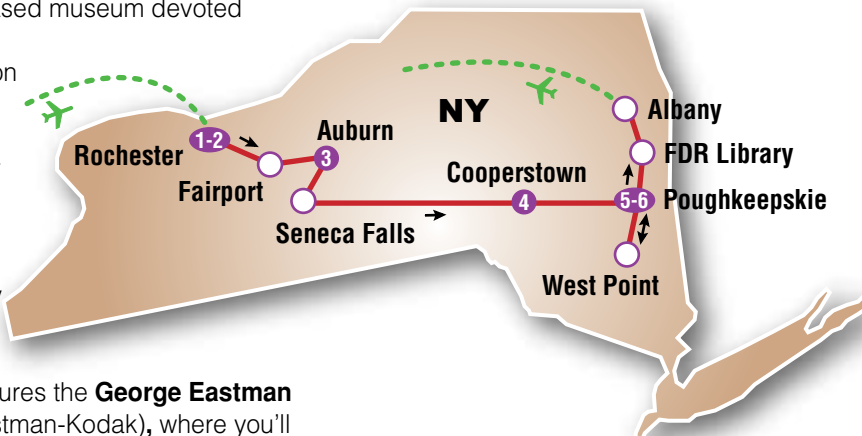 sed museum devoted
on
NY
Albany
1-2
Auburn
Rochester
3
FDR Library
Fairport
Cooperstown
4
5-6
Poughkeepskie
Seneca Falls
West Point
ures the George Eastman
stman-Kodak), where you'll